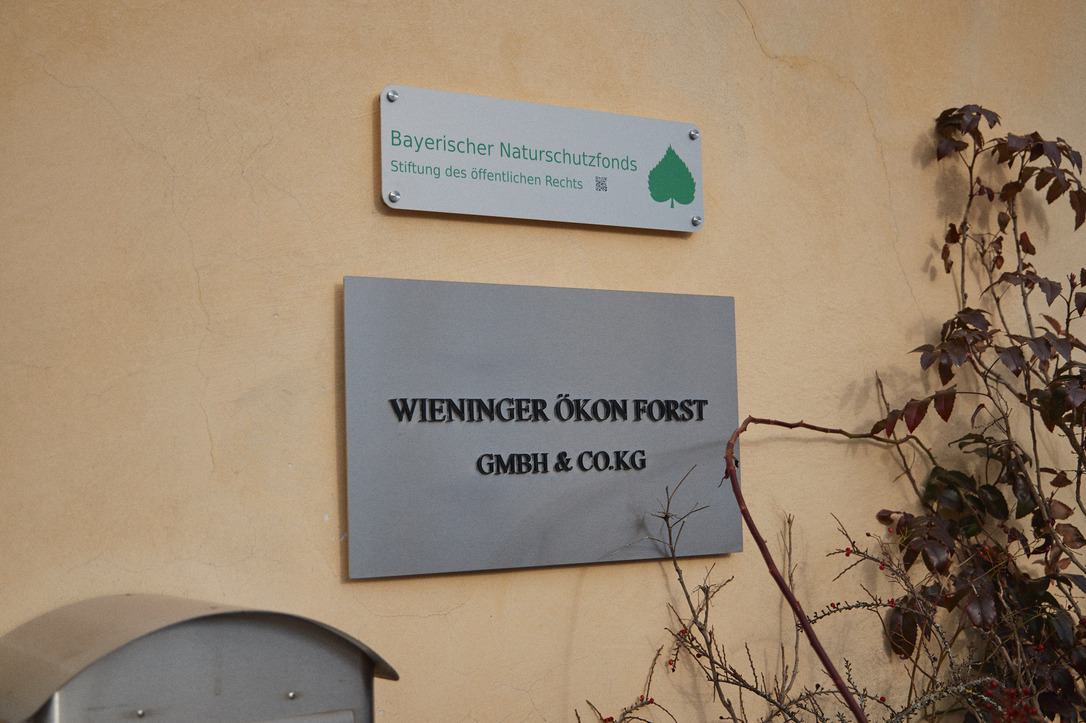 Bayerischer Naturschutzfonds
Stiftung des öffentlichen Rechts
WIENINGER ÖKON FORST
GMBH & CO.KG